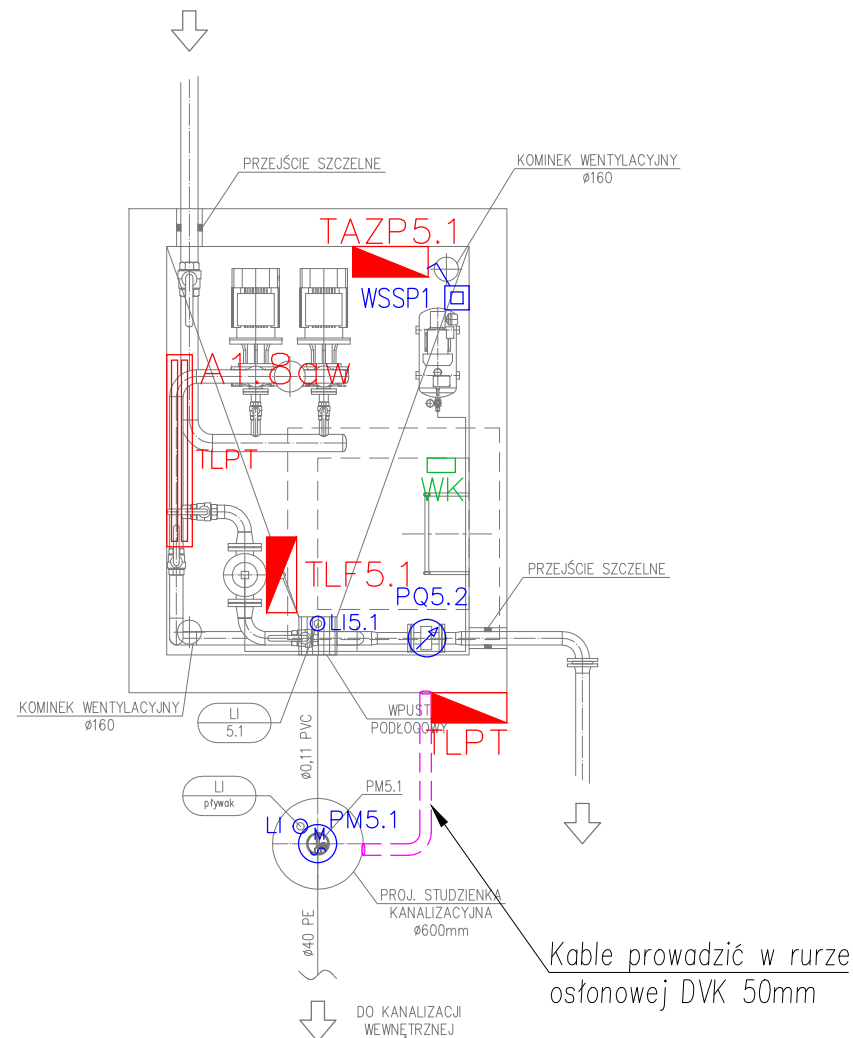 PRZEJŚCIE SZCZELNE
KOMINEK WENTYLACYJNY
ø160
TAZP5.1
WSSP1
A1.8aw
TLPT
WK
TLF5.1
PRZEJŚCIE SZCZELNE
PQ5.2
LI5.1
KOMINEK WENTYLACYJNY
ø160
LI
5.1
WPUST
PODŁOGOWY
TLPT
ø0,11 PVC
LI
pływak
PM5.1
LI
PM5.1
M
PROJ. STUDZIENKA
KANALIZACYJNA
ø600mm
ø40 PE
Kable prowadzić w rurze
osłonowej DVK 50mm
DO KANALIZACJI
WEWNĘTRZNEJ